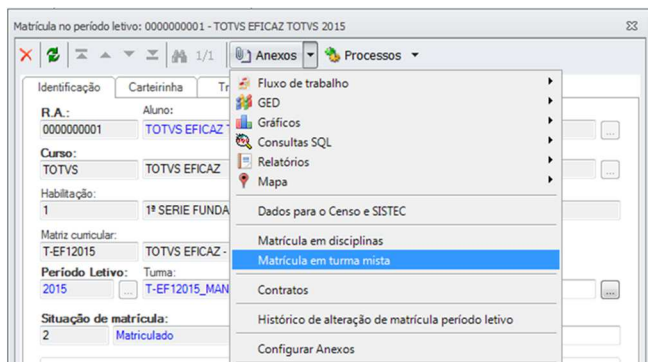 Matrícula no período letivo: 0000000001 - TOTVS EFICAZ TOTVS 2015
1/1 Anexos Processos
Identificação Carteirinha
Fluxo de trabalho
R.A.: Aluno:
GED
0000000001 TOTVS EFICAZ
Gráficos
Consultas SQL
Curso:
Relatórios
TOTVS TOTVS EFICAZ
Mapa
Habilitação:
1 1ª SERIE FUNDA
Dados para o Censo e SISTEC
Matriz curricular:
Matrícula em disciplinas
T-EF12015 TOTVS EFICAZ -
Matrícula em turma mista
Período Letivo: Turma:
2015 ... T-EF12015_MAN
Contratos
Situação de matrícula:
Histórico de alteração de matrícula período letivo
2 Matriculado
Configurar Anexos